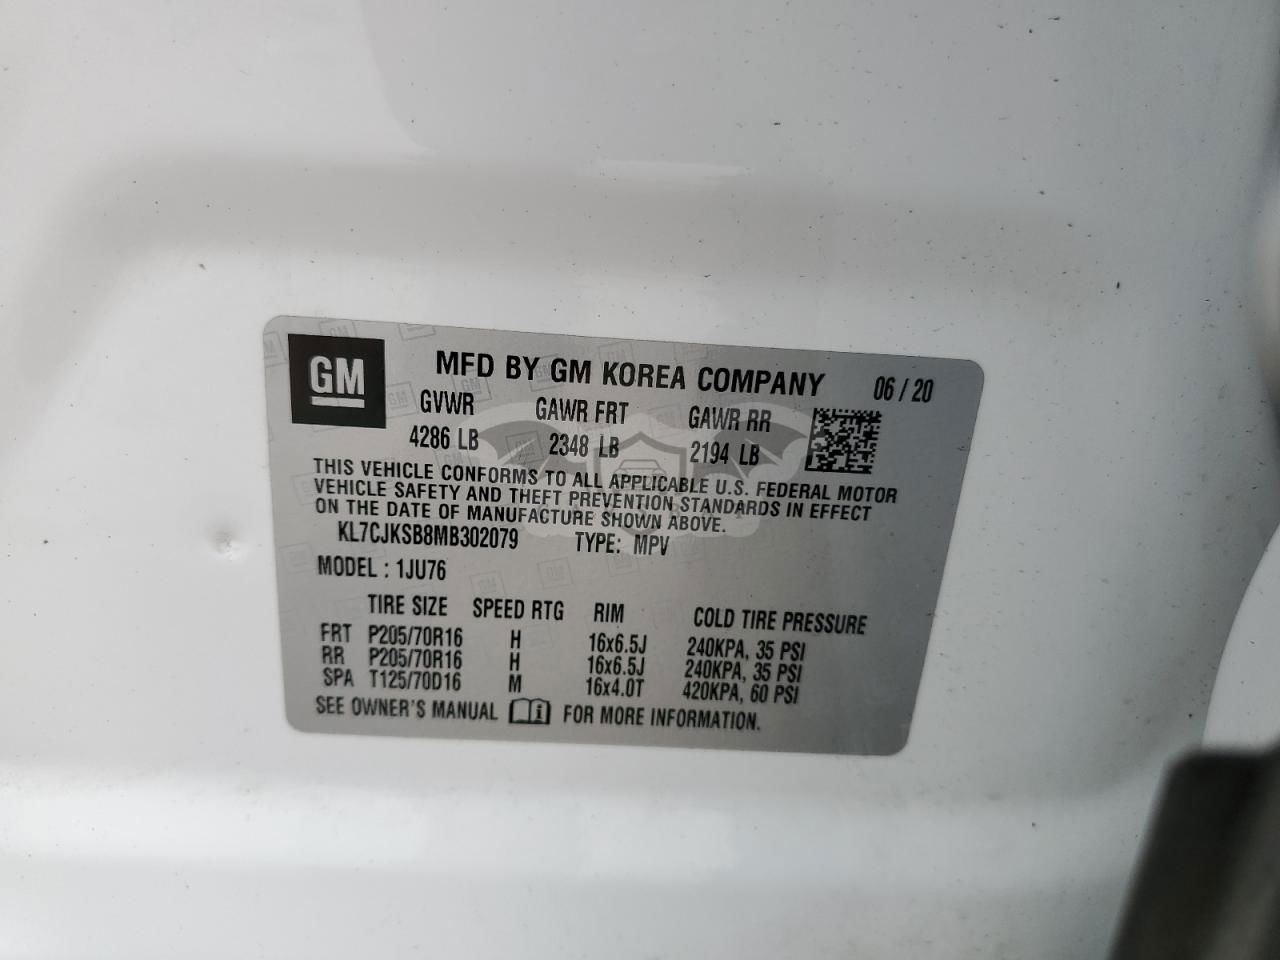 GM MFD BY GM KOREA COMPANY 06/20
GVWR GAWR FRT GAWR RR
4286 LB 2348 LB 2194 LB
THIS VEHICLE CONFORMS TO ALL APPLICABLE U.S. FEDERAL MOTOR
VEHICLE SAFETY AND THEFT PREVENTION STANDARDS IN EFFECT
ON THE DATE OF MANUFACTURE SHOWN ABOVE.
KL7CJKSB8MB302079 TYPE: MPV
MODEL : 1JU76
TIRE SIZE SPEED RTG RIM COLD TIRE PRESSURE
FRT P205/70R16 H 16x6.5J 240KPA, 35 PSI
RR P205/70R16 H 16x6.5J 240KPA, 35 PSI
SPA T125/70D16 M 16x4.0T 420KPA, 60 PSI
SEE OWNER'S MANUAL i FOR MORE INFORMATION.